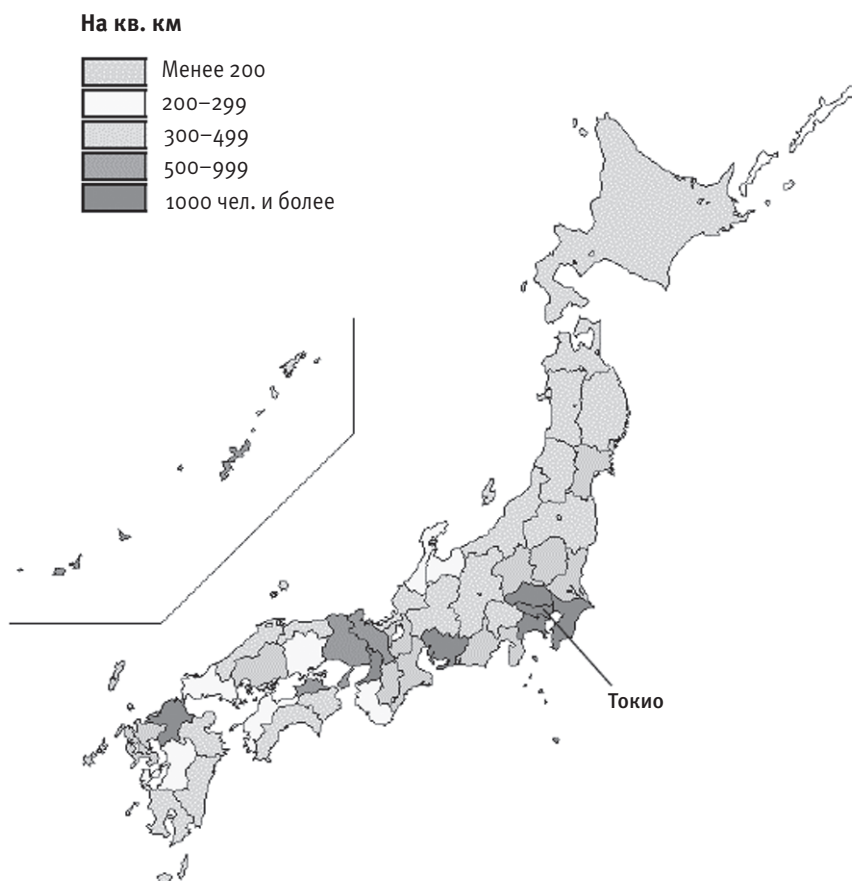 На кв. км
Менее 200
200–299
300–499
500–999
1000 чел. и более
Токио